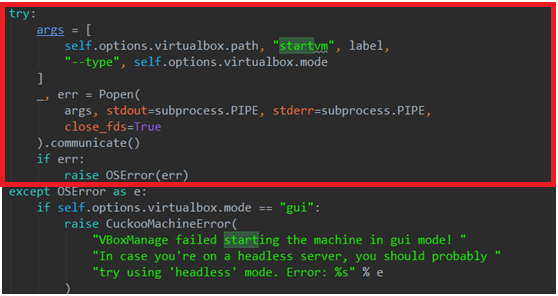 try:
    args = [
        self.options.virtualbox.path, "startvm", label,
        "--type", self.options.virtualbox.mode
    ]
    _, err = Popen(
        args, stdout=subprocess.PIPE, stderr=subprocess.PIPE,
        close_fds=True
    ).communicate()
    if err:
        raise OSError(err)
except OSError as e:
    if self.options.virtualbox.mode == "gui":
        raise CuckooMachineError(
            "VBoxManage failed starting the machine in gui mode! "
            "In case you're on a headless server, you should probably "
            "try using 'headless' mode. Error: %s" % e
        )